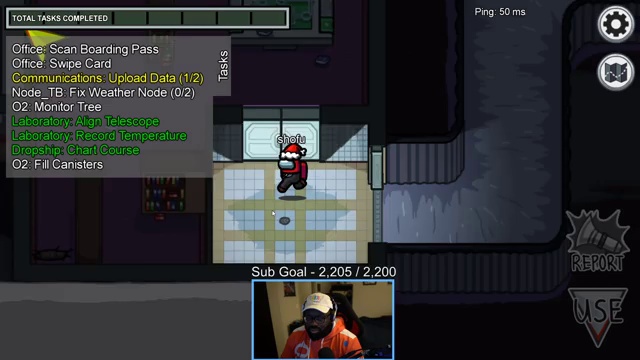 TOTAL TASKS COMPLETED
Ping: 50 ms
Office: Scan Boarding Pass
Office: Swipe Card
Communications: Upload Data (1/2)
Node_TB: Fix Weather Node (0/2)
O2: Monitor Tree
Laboratory: Align Telescope
Laboratory: Record Temperature
Dropship: Chart Course
O2: Fill Canisters
Tasks
shofu
REPORT
USE
Sub Goal - 2,205 / 2,200